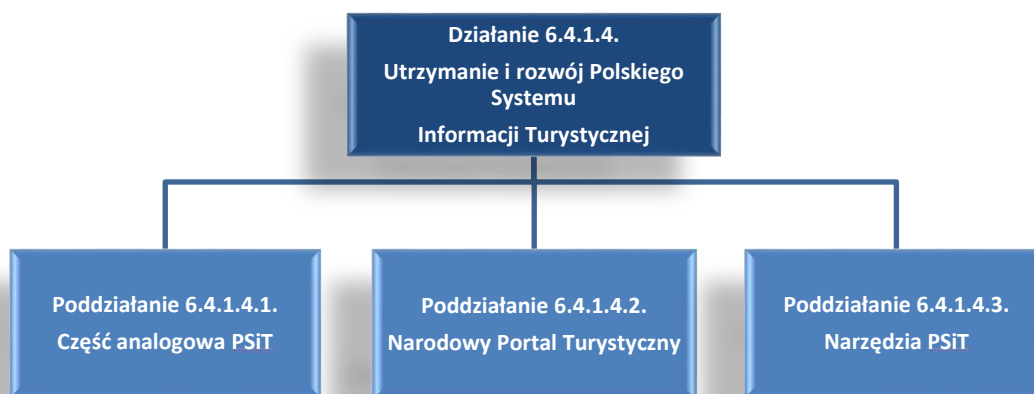 Działanie 6.4.1.4.
Utrzymanie i rozwój Polskiego
Systemu
Informacji Turystycznej
Poddziałanie 6.4.1.4.1.
Część analogowa PSiT
Poddziałanie 6.4.1.4.2.
Narodowy Portal Turystyczny
Poddziałanie 6.4.1.4.3.
Narzędzia PSiT